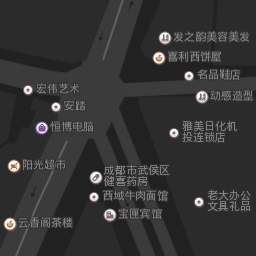 发之韵美容美发
喜利西饼屋
名品鞋店
宏伟艺术
动感造型
安踏
恒博电脑
雅美日化机
投连锁店
阳光超市
成都市武侯区
健喜药房
西域牛肉面馆
老大办公
文具礼品
宝匣宾馆
云香阁茶楼